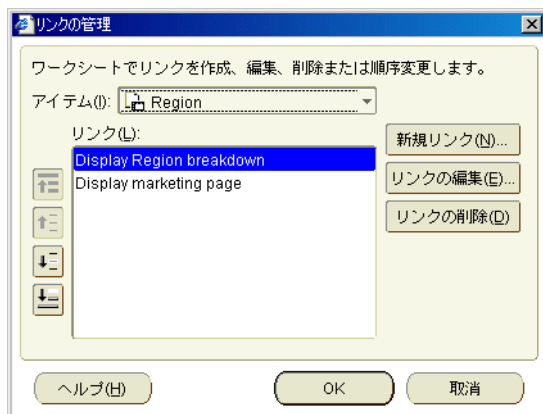 リンクの管理
ワークシートでリンクを作成、編集、削除または順序変更します。
アイテム(I): Region
リンク(L):
新規リンク(N)...
Display Region breakdown
Display marketing page
リンクの編集(E)...
リンクの削除(D)
ヘルプ(H)
OK
取消